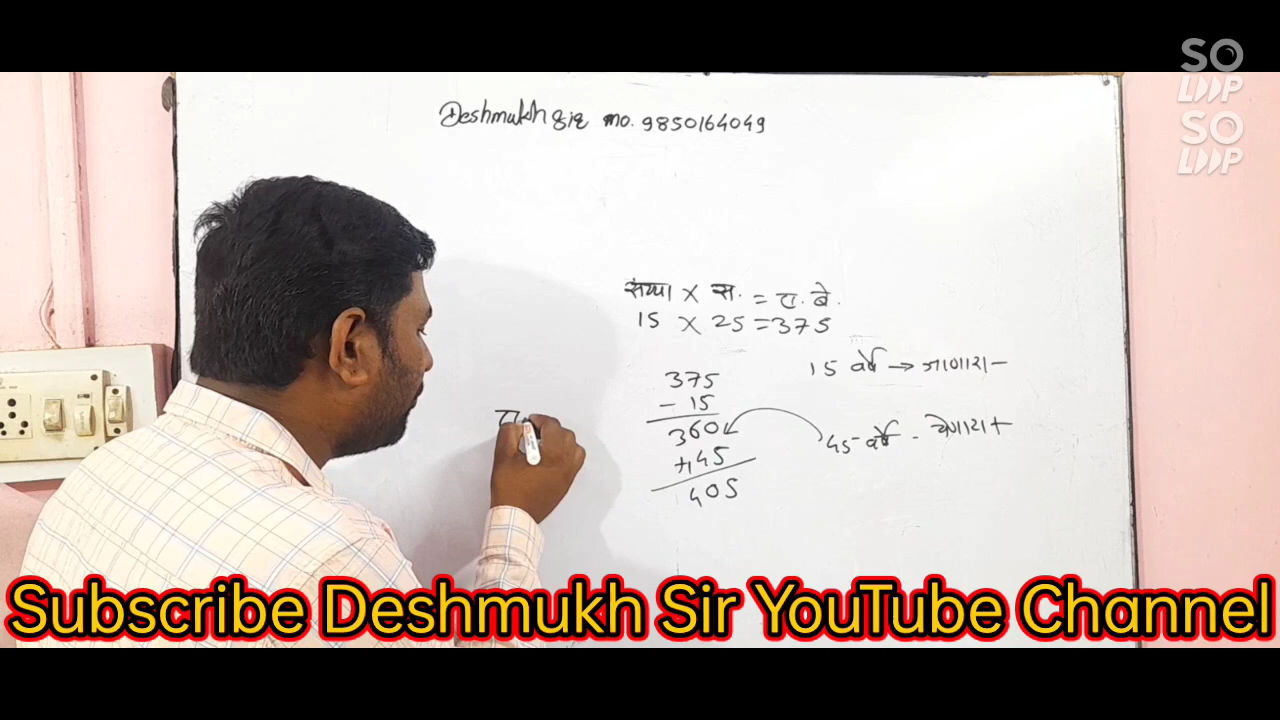 SO
LOOP
SO
LOOP
Deshmukh Sir mo. 9850164049
संख्या × स. = ए. बे.
15 × 25 = 375
375
- 15
360
+45
405
15 वर्षे → जाणारा -
45 वर्षे - येणारा +
ए
Subscribe Deshmukh Sir YouTube Channel